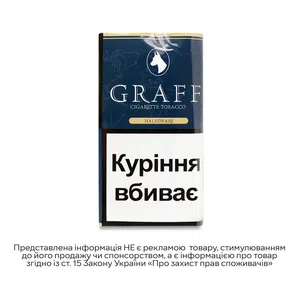 GRAFF
CIGARETTE TOBACCO
HALFZWARE
Куріння
вбиває
Представлена інформація НЕ є рекламою товару, стимулюванням
до його продажу чи спонсорством, а є інформацією про товар
згідно із ст. 15 Закону України «Про захист прав споживачів»